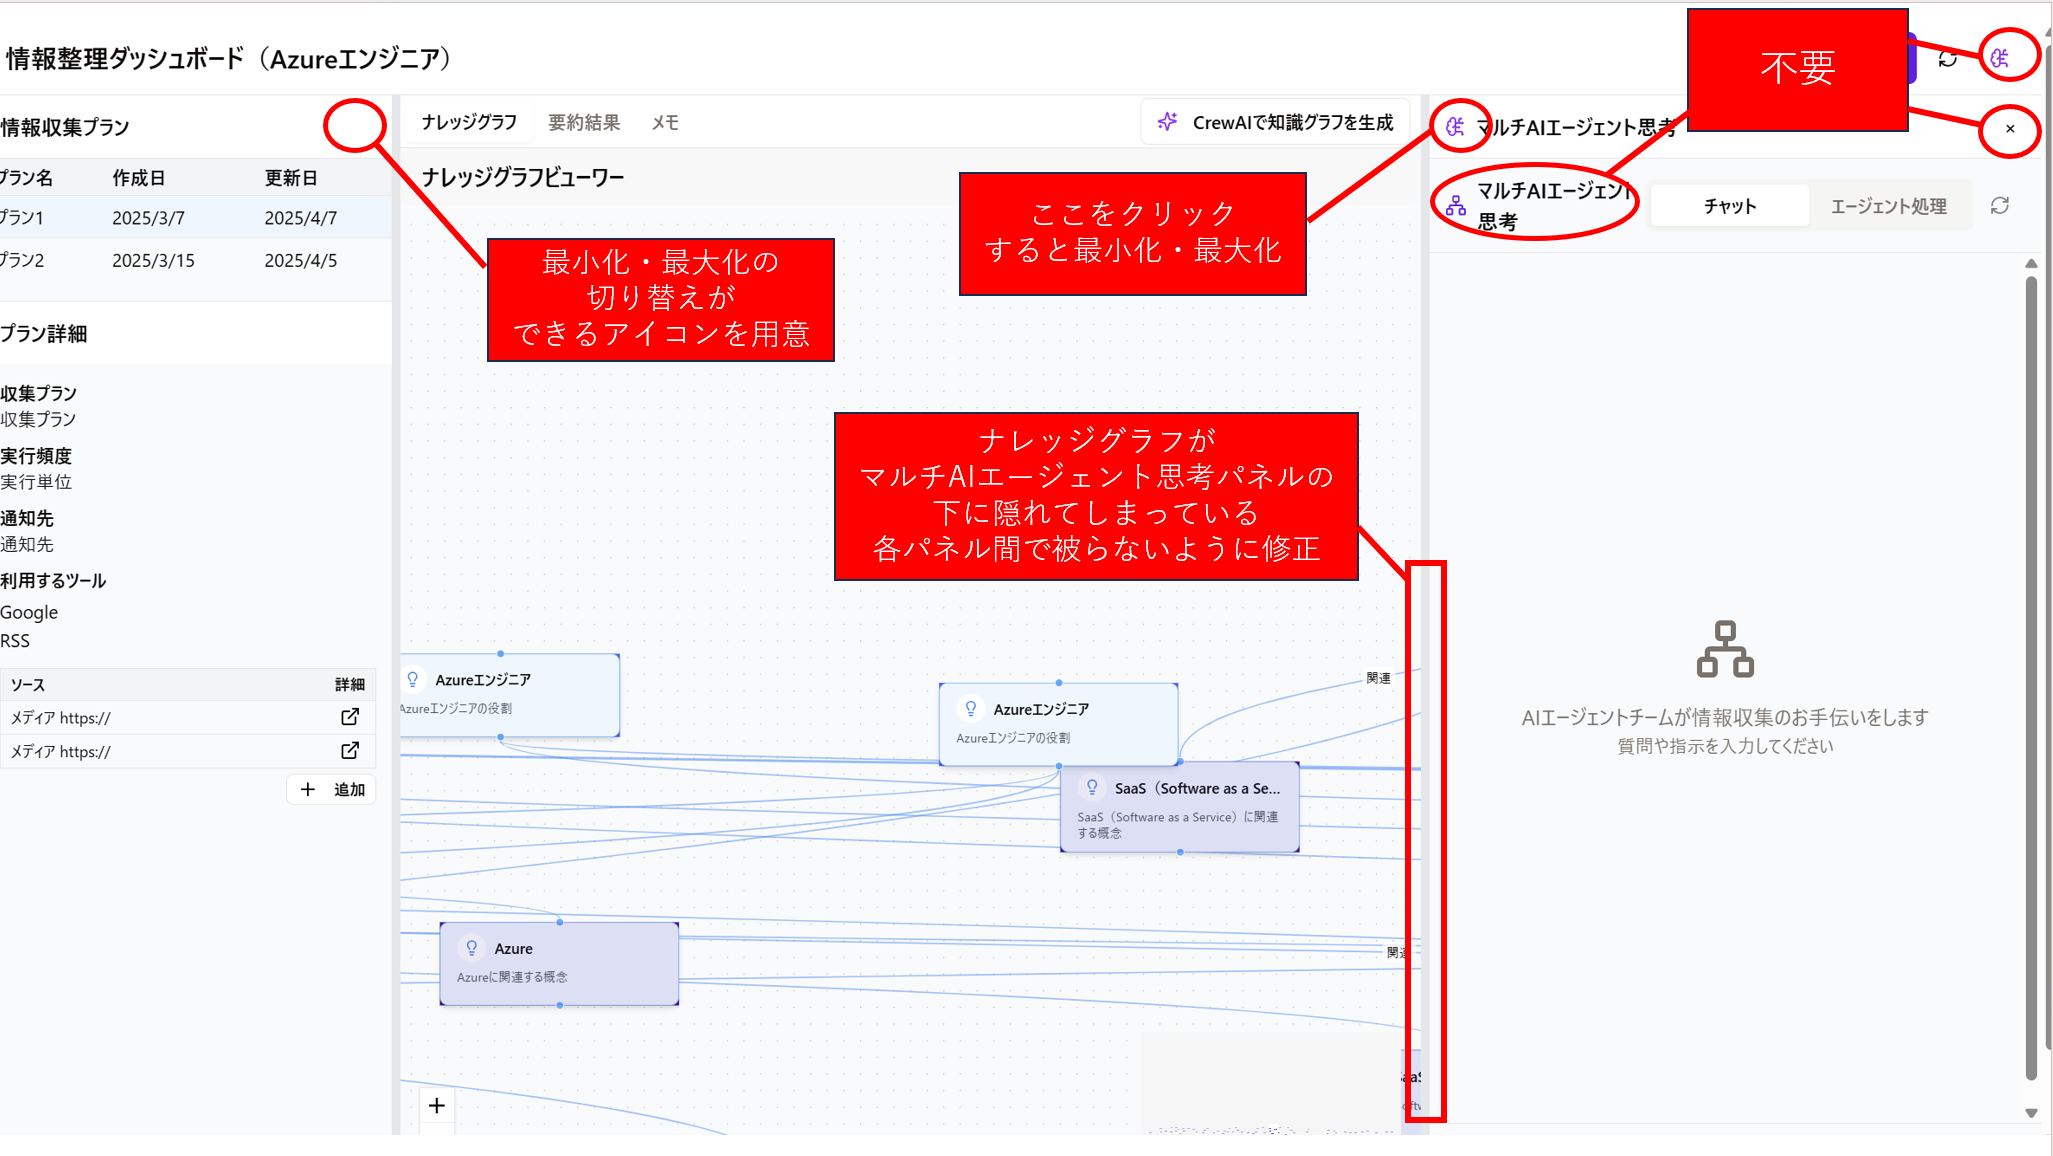 情報整理ダッシュボード（Azureエンジニア）
不要
情報収集プラン
プラン名 作成日 更新日
プラン1 2025/3/7 2025/4/7
プラン2 2025/3/15 2025/4/5
プラン詳細
収集プラン
収集プラン
実行頻度
実行単位
通知先
通知先
利用するツール
Google
RSS
ソース 詳細
メディア https://
メディア https://
+ 追加
ナレッジグラフ 要約結果 メモ
CrewAIで知識グラフを生成
ナレッジグラフビューワー
最小化・最大化の
切り替えが
できるアイコンを用意
ここをクリック
すると最小化・最大化
ナレッジグラフが
マルチAIエージェント思考パネルの
下に隠れてしまっている
各パネル間で被らないように修正
Azureエンジニア
Azureエンジニアの役割
Azureエンジニア
Azureエンジニアの役割
関連
SaaS（Software as a Se...
SaaS（Software as a Service）に関連
する概念
Azure
Azureに関連する概念
関連
+
マルチAIエージェント思考
×
マルチAIエージェント
思考
チャット エージェント処理
AIエージェントチームが情報収集のお手伝いをします
質問や指示を入力してください